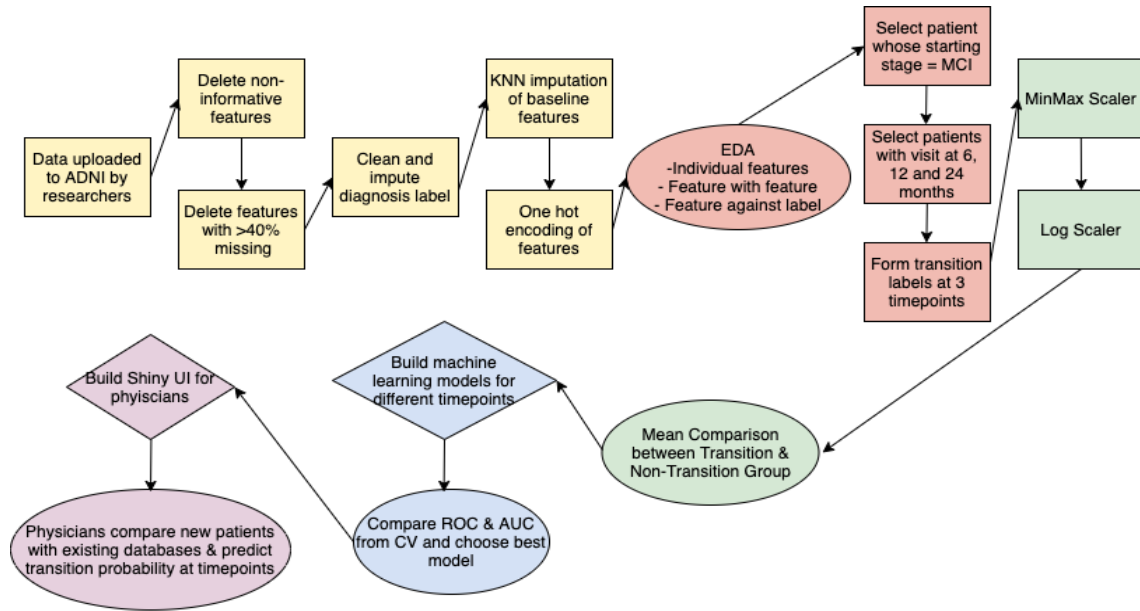 Data uploaded
to ADNI by
researchers
Delete non-
informative
features
Delete features
with >40%
missing
Clean and
impute
diagnosis label
KNN imputation
of baseline
features
One hot
encoding of
features
EDA
-Individual features
- Feature with feature
- Feature against label
Select patient
whose starting
stage = MCI
Select patients
with visit at 6,
12 and 24
months
Form transition
labels at 3
timepoints
MinMax Scaler
Log Scaler
Mean Comparison
between Transition &
Non-Transition Group
Build machine
learning models for
different timepoints
Compare ROC & AUC
from CV and choose best
model
Build Shiny UI for
phyiscians
Physicians compare new patients
with existing databases & predict
transition probability at timepoints